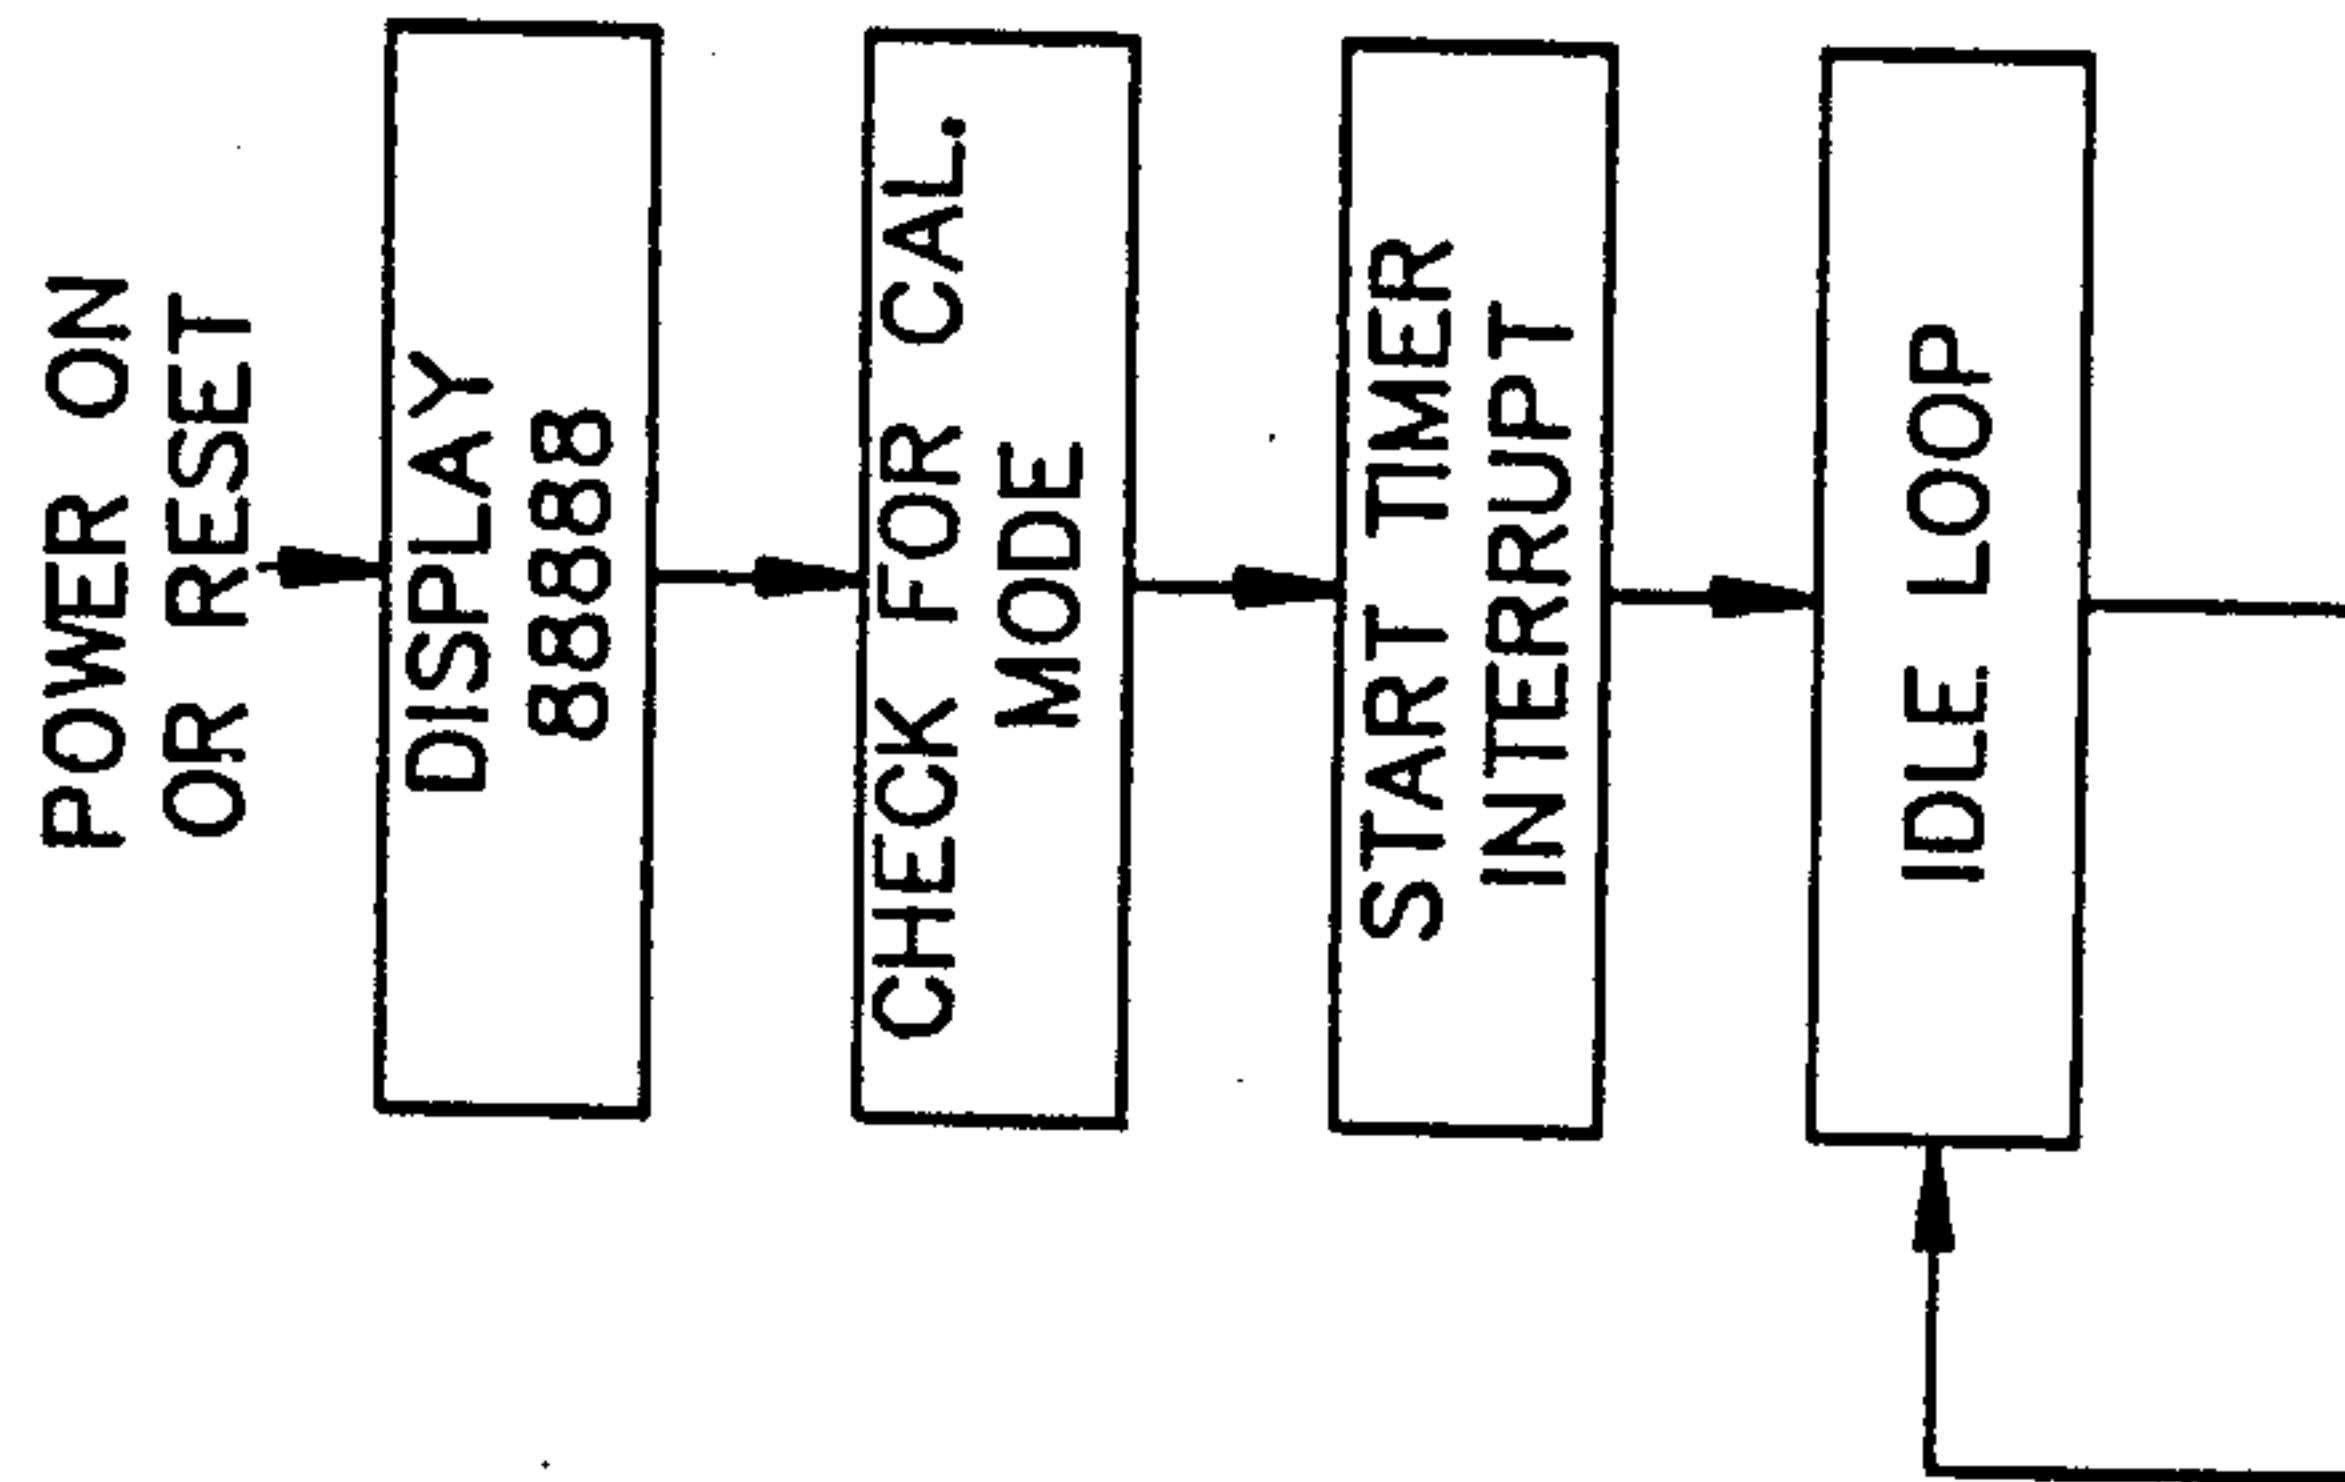 POWER ON
OR RESET
DISPLAY
88888
CHECK FOR CAL.
MODE
START TIMER
INTERRUPT
IDLE LOOP